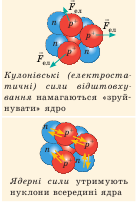 F ел
n p
p n
n p
F ел
F ел
Кулонівські (електроста-
тичні) сили відштовху-
вання намагаються «зруй-
нувати» ядро
n p
p n
n p
Ядерні сили утримують
нуклони всередині ядра